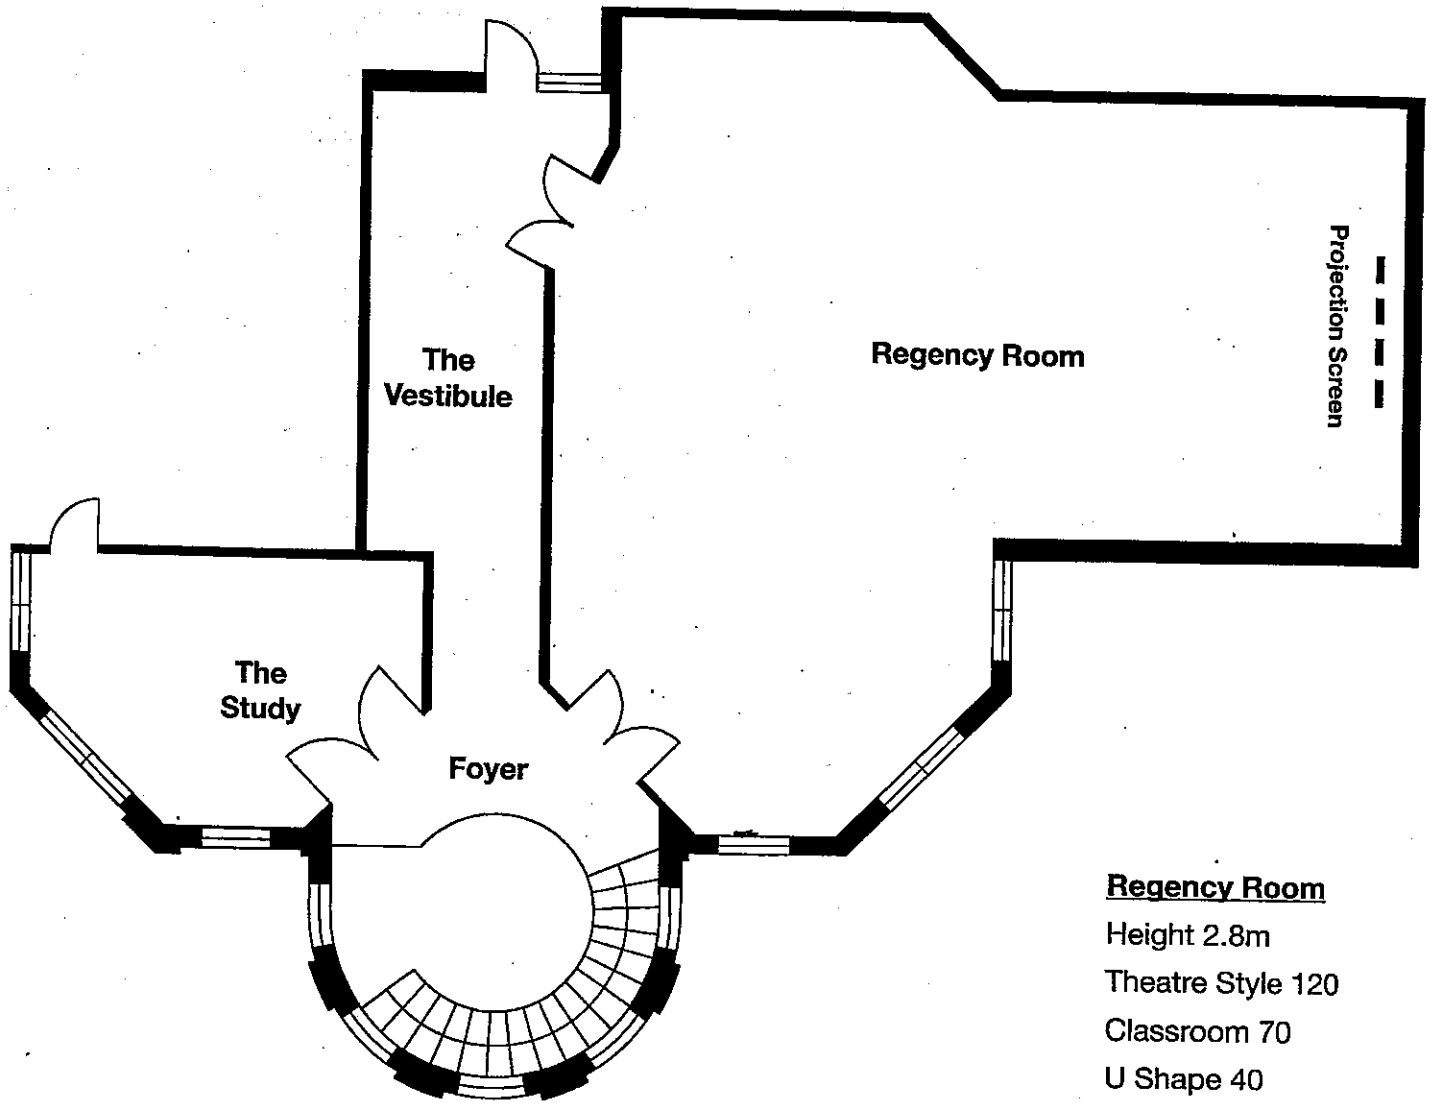 The
Vestibule
Regency Room
Projection Screen
The
Study
Foyer
Regency Room
Height 2.8m
Theatre Style 120
Classroom 70
U Shape 40